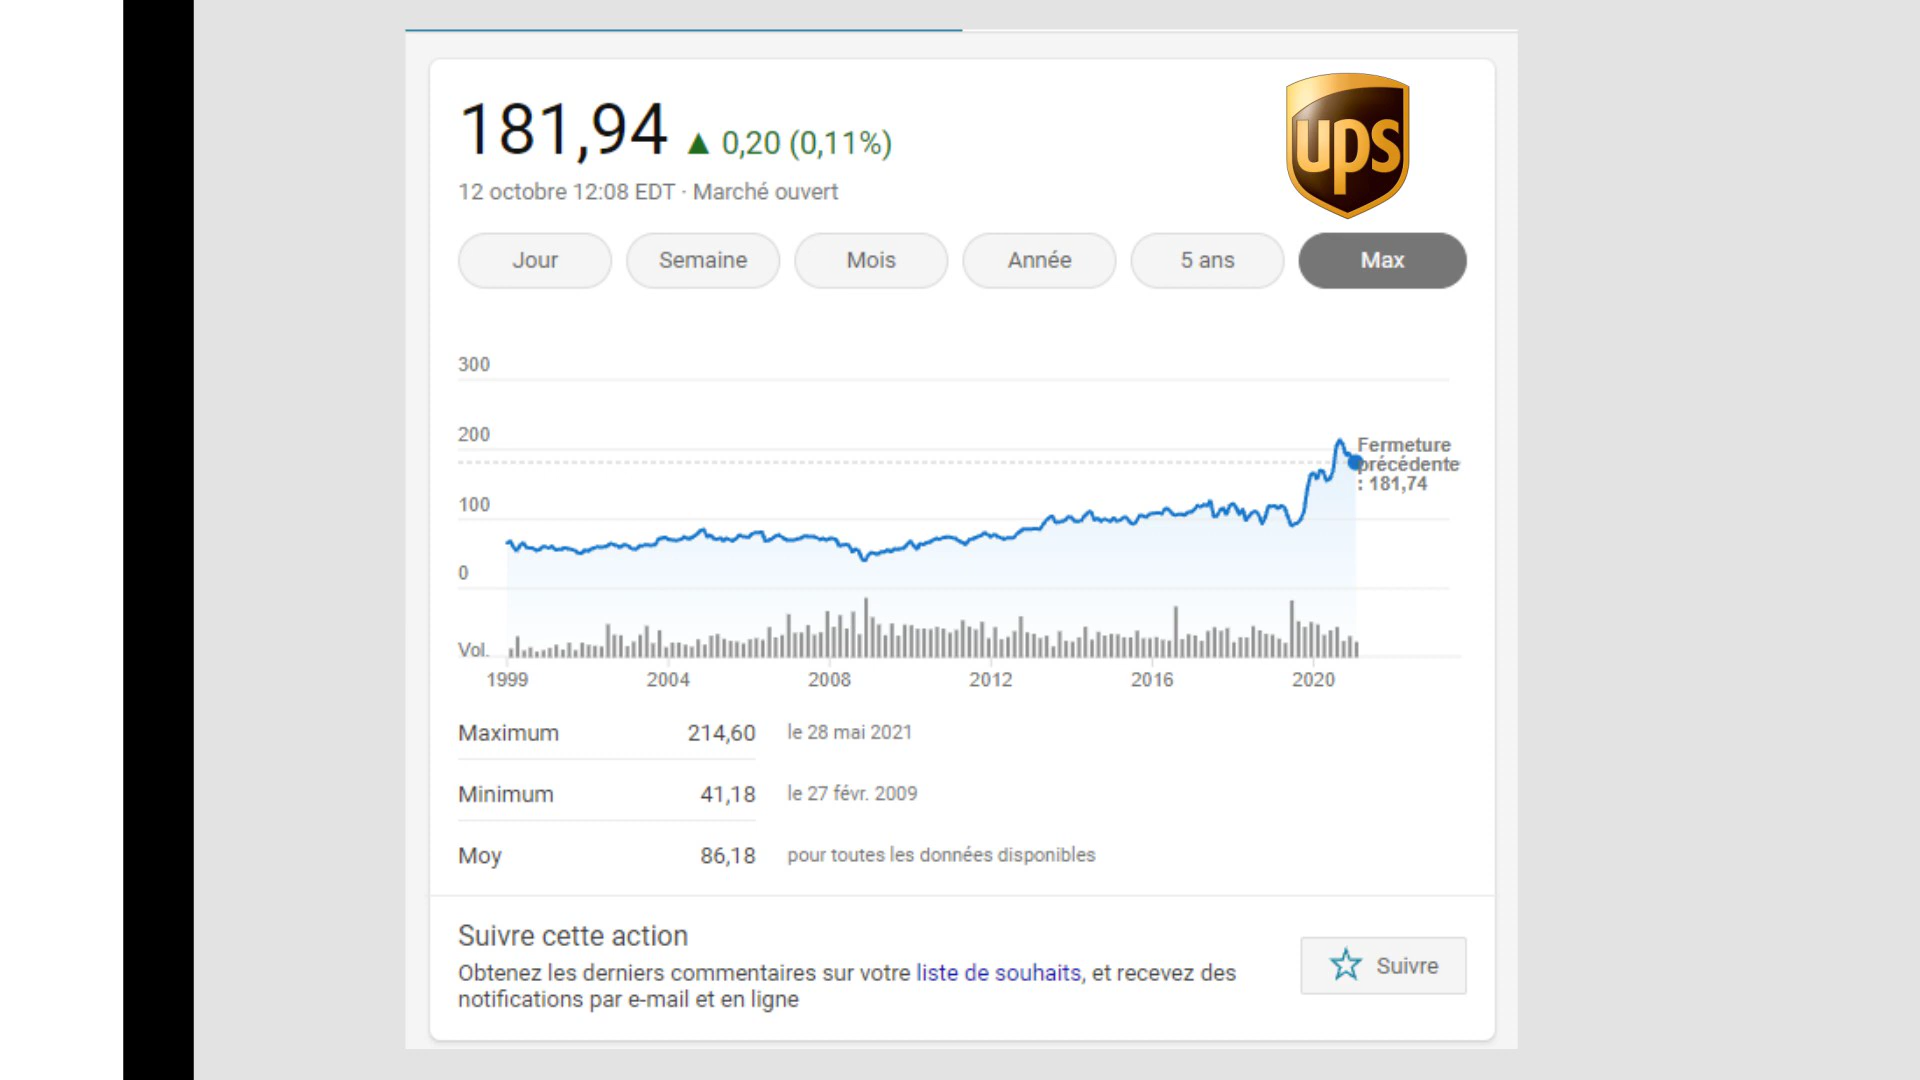 181,94 ▲ 0,20 (0,11%)
ups
12 octobre 12:08 EDT · Marché ouvert
Jour Semaine Mois Année 5 ans Max
300
200
Fermeture
précédente
: 181,74
100
0
Vol.
1999 2004 2008 2012 2016 2020
Maximum 214,60 le 28 mai 2021
Minimum 41,18 le 27 févr. 2009
Moy 86,18 pour toutes les données disponibles
Suivre cette action
Obtenez les derniers commentaires sur votre liste de souhaits, et recevez des
notifications par e-mail et en ligne
Suivre